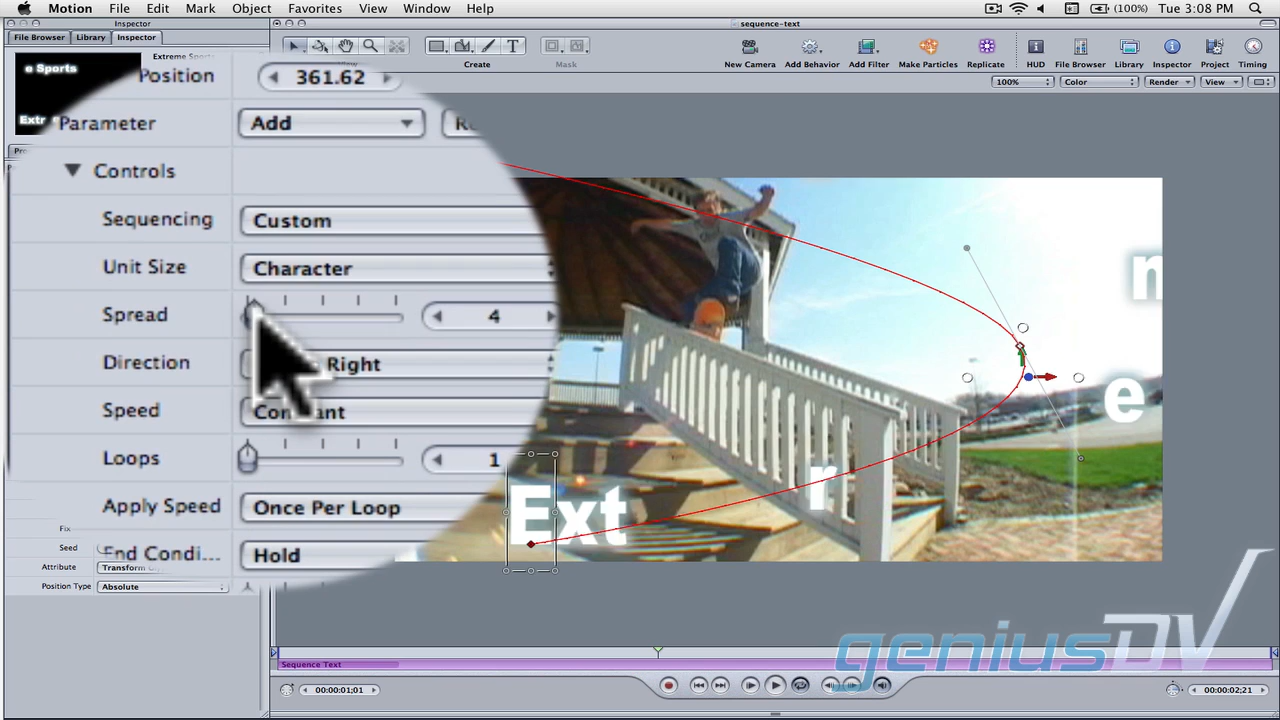 Motion File Edit Mark Object Favorites View Window Help (100%) Tue 3:08 PM
Inspector
sequence-text
File Browser Library Inspector
Extreme Sports
e Sports
Extr
Position 361.62
Parameter Add
Controls
Sequencing Custom
Unit Size Character
Spread 4
Direction Right
Speed Constant
Loops 1
Apply Speed Once Per Loop
End Condi... Hold
Fix
Seed
Attribute
Position Type Absolute
View
Create
Mask
New Camera Add Behavior Add Filter Make Particles Replicate HUD File Browser Library Inspector Project Timing
100% Color Render View
m
e
r
Ext
geniusDV
Sequence Text
00:00:01;01
00:00:02;21